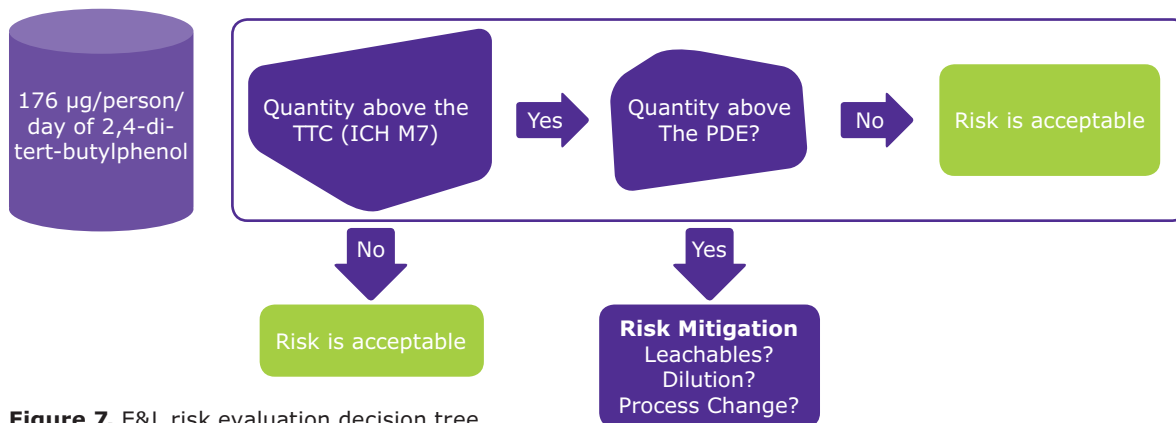 176 µg/person/
day of 2,4-di-
tert-butylphenol
Quantity above the
TTC (ICH M7)
Yes
Quantity above
The PDE?
No
Risk is acceptable
No
Yes
Risk is acceptable
Risk Mitigation
Leachables?
Dilution?
Process Change?
Figure 7. E&L risk evaluation decision tree